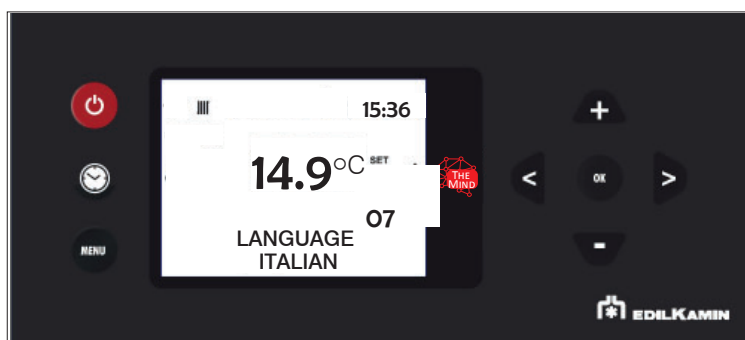 15:36
14.9°C SET
THE
MIND
07
LANGUAGE
ITALIAN
MENU
+
<
OK
>
-
EDILKAMIN